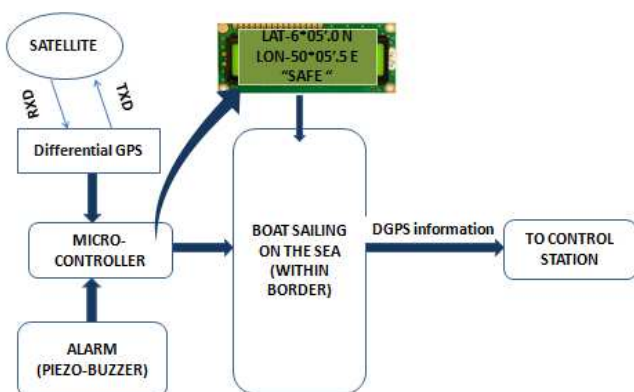 SATELLITE
RXD
TXD
Differential GPS
MICRO-
CONTROLLER
ALARM
(PIEZO-BUZZER)
LAT-6*05'.0 N
LON-50*05'.5 E
"SAFE "
BOAT SAILING
ON THE SEA
(WITHIN
BORDER)
DGPS information
TO CONTROL
STATION